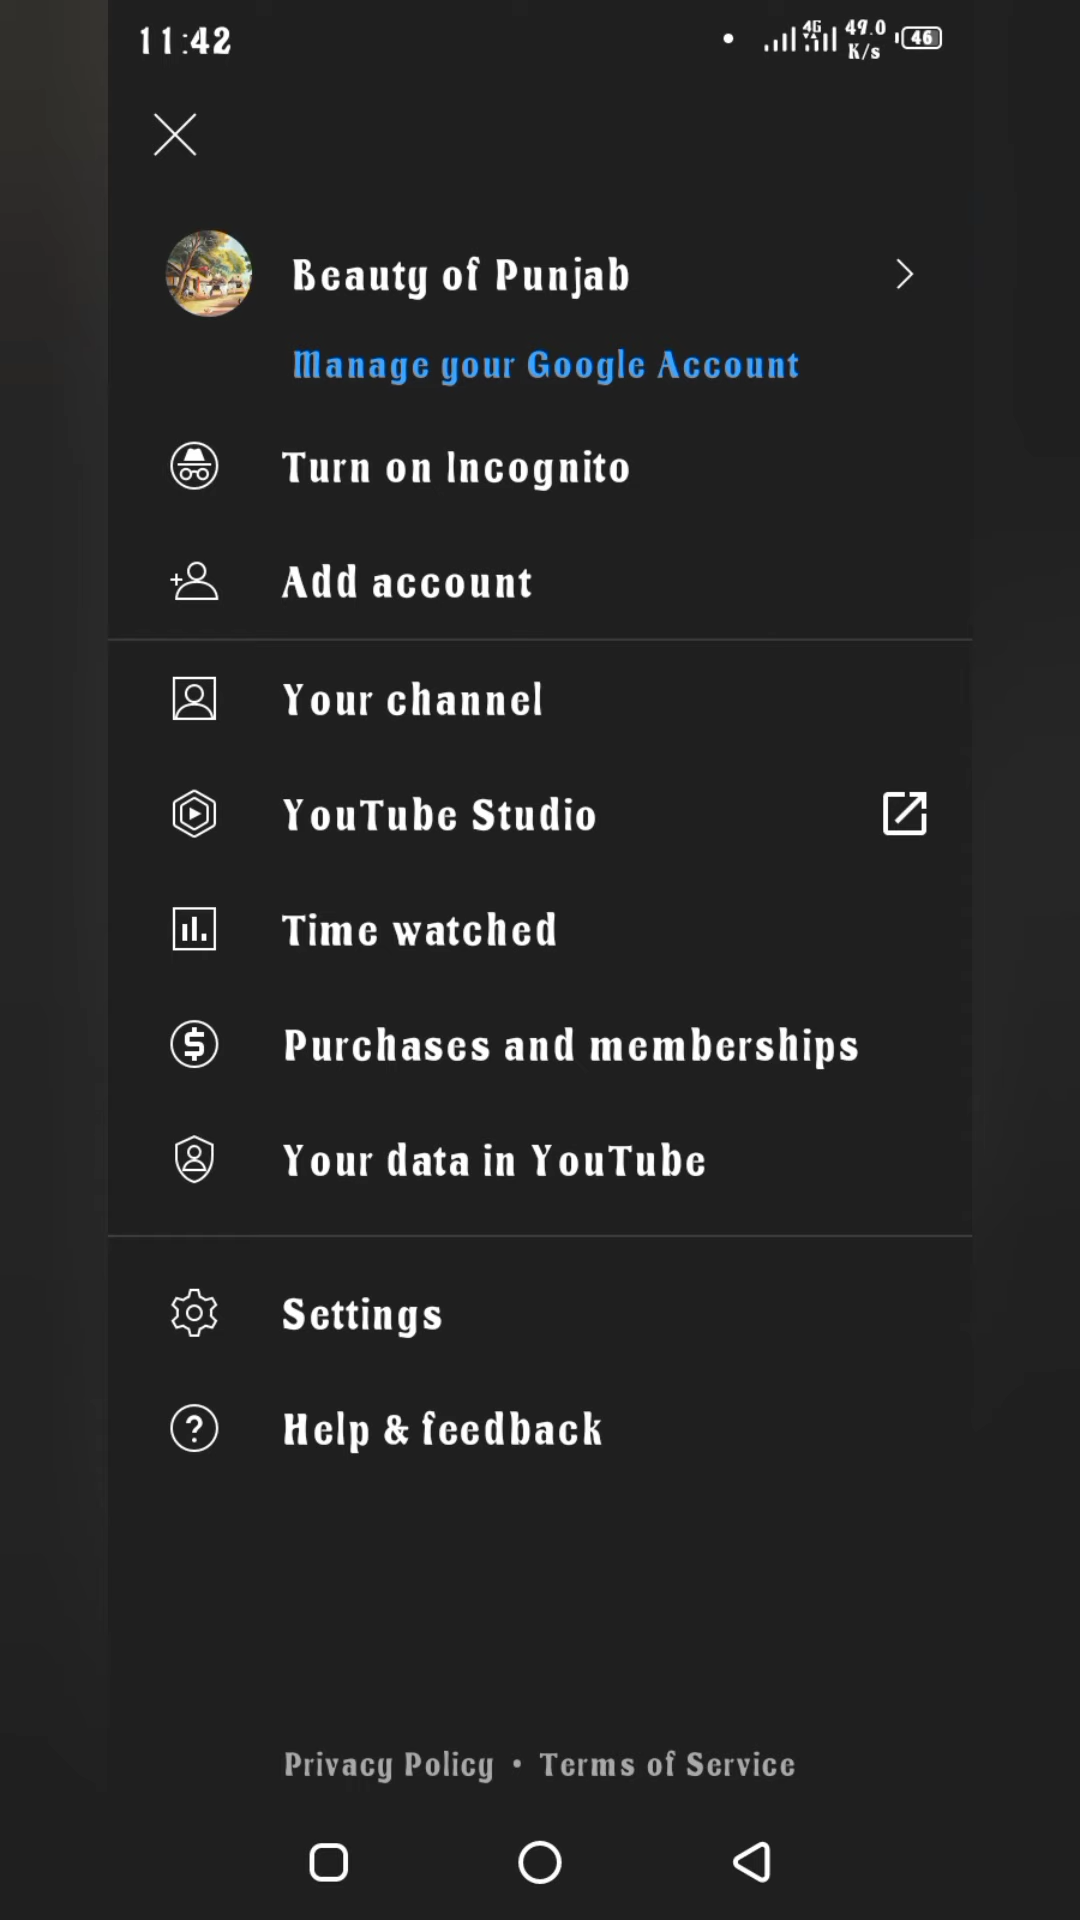 11:42
4G 49.0 K/s 46
Beauty of Punjab
Manage your Google Account
Turn on Incognito
Add account
Your channel
YouTube Studio
Time watched
Purchases and memberships
Your data in YouTube
Settings
Help & feedback
Privacy Policy • Terms of Service